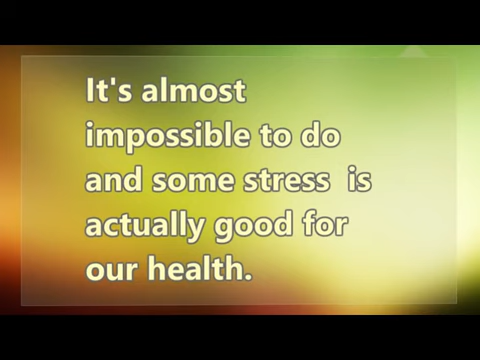 It's almost
impossible to do
and some stress  is
actually good for
our health.